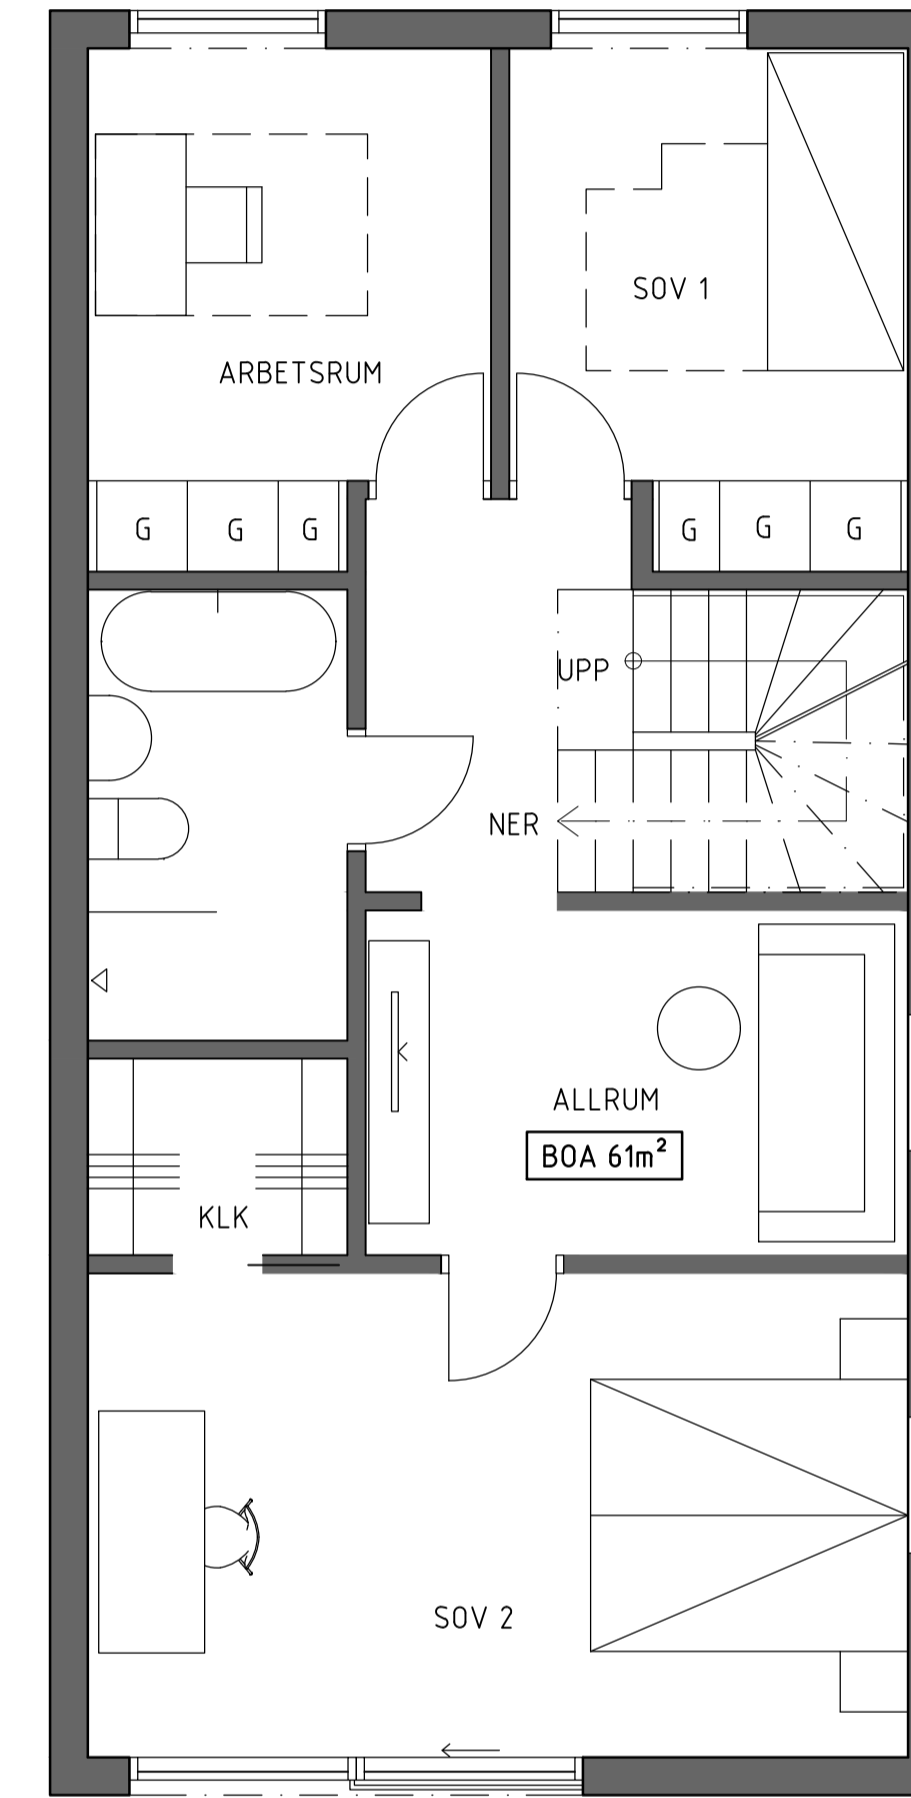 SOV 1
ARBETSRUM
G G G G G G
UPP
NER
ALLRUM
BOA 61m²
KLK
SOV 2